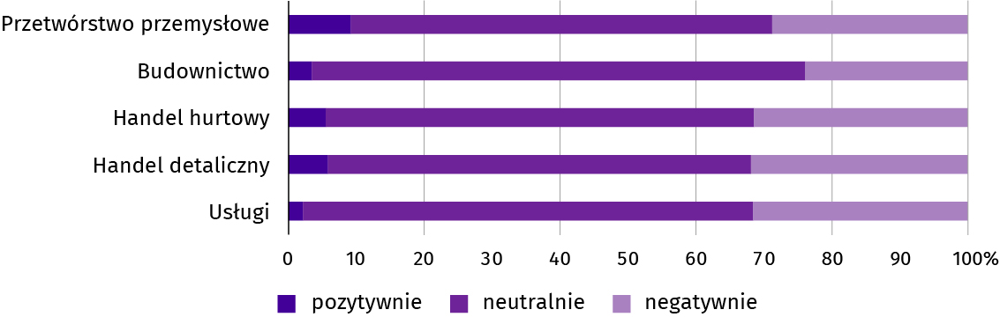 Przetwórstwo przemysłowe
Budownictwo
Handel hurtowy
Handel detaliczny
Usługi
0 10 20 30 40 50 60 70 80 90 100%
pozytywnie neutralnie negatywnie